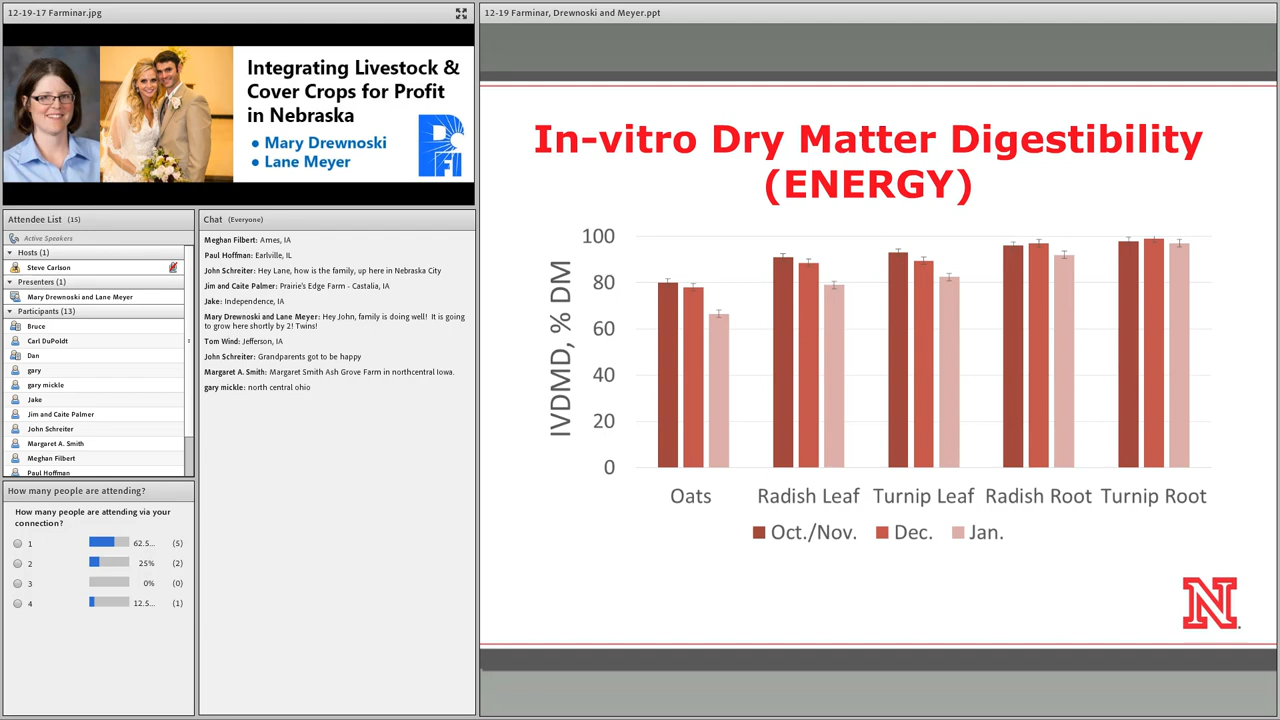 12-19-17 Farminar.jpg
Integrating Livestock &
Cover Crops for Profit
in Nebraska
• Mary Drewnoski
• Lane Meyer
PFI
Attendee List (15)
Active Speakers
Hosts (1)
Steve Carlson
Presenters (1)
Mary Drewnoski and Lane Meyer
Participants (13)
Bruce
Carl DuPoldt
Dan
gary
gary mickle
Jake
Jim and Caite Palmer
John Schreiter
Margaret A. Smith
Meghan Filbert
Paul Hoffman
Chat (Everyone)
Meghan Filbert: Ames, IA
Paul Hoffman: Earlville, IL
John Schreiter: Hey Lane, how is the family, up here in Nebraska City
Jim and Caite Palmer: Prairie's Edge Farm - Castalia, IA
Jake: Independence, IA
Mary Drewnoski and Lane Meyer: Hey John, family is doing well! It is going
to grow here shortly by 2! Twins!
Tom Wind: Jefferson, IA
John Schreiter: Grandparents got to be happy
Margaret A. Smith: Margaret Smith Ash Grove Farm in northcentral Iowa.
gary mickle: north central ohio
How many people are attending?
How many people are attending via your
connection?
1 62.5... (5)
2 25% (2)
3 0% (0)
4 12.5... (1)
12-19 Farminar, Drewnoski and Meyer.ppt
In-vitro Dry Matter Digestibility
(ENERGY)
IVDMD, % DM
100
80
60
40
20
0
Oats Radish Leaf Turnip Leaf Radish Root Turnip Root
Oct./Nov. Dec. Jan.
N